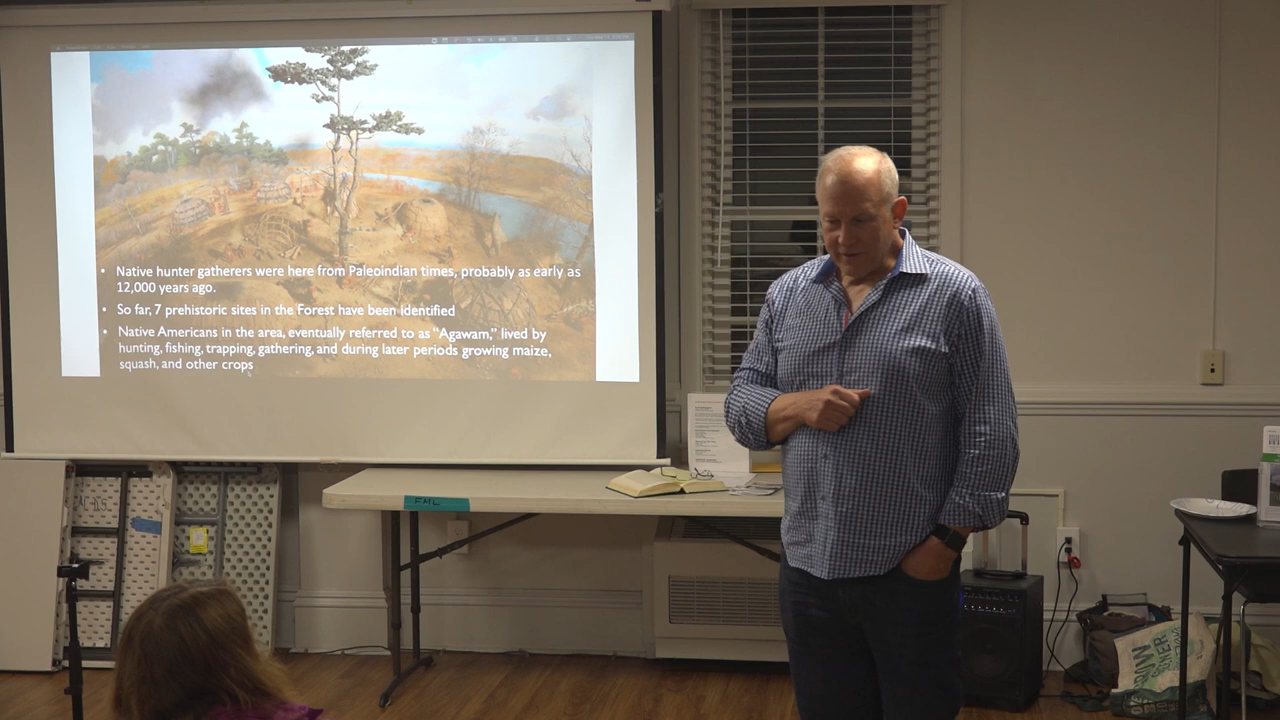 • Native hunter gatherers were here from Paleoindian times, probably as early as
12,000 years ago.
• So far, 7 prehistoric sites in the Forest have been identified
• Native Americans in the area, eventually referred to as “Agawam,” lived by
hunting, fishing, trapping, gathering, and during later periods growing maize,
squash, and other crops
FML